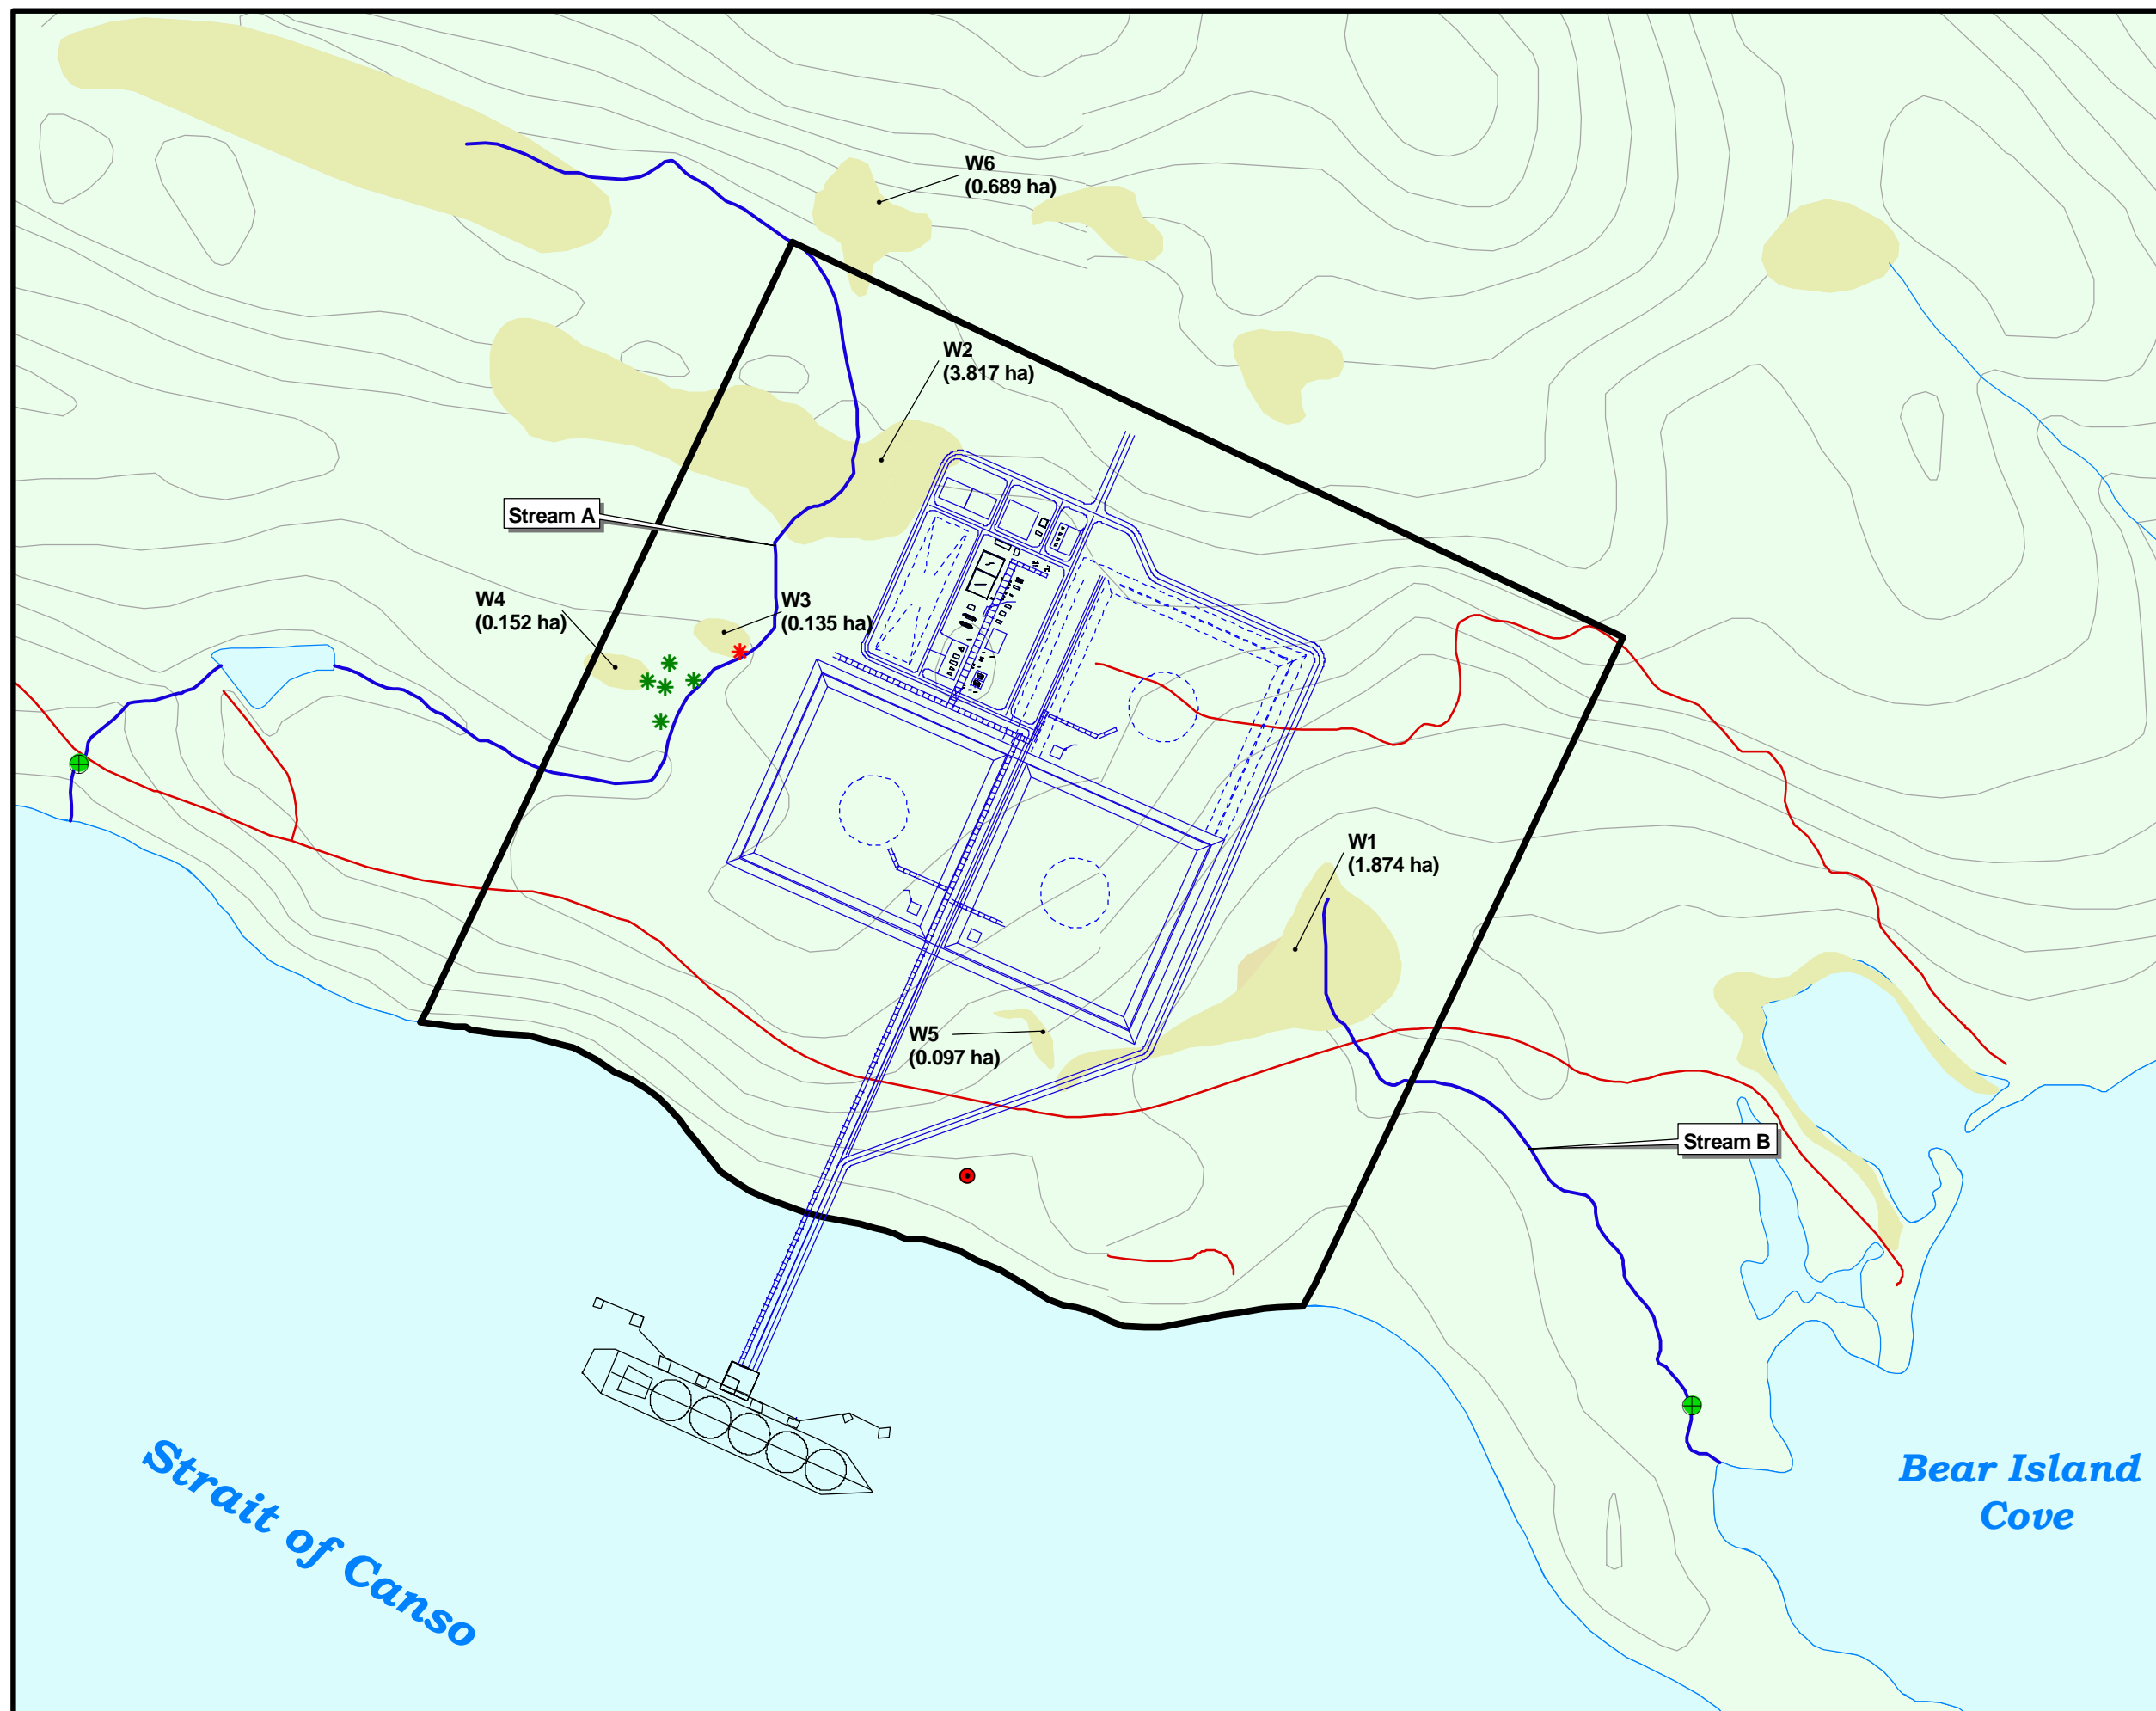 W6
(0.689 ha)
W2
(3.817 ha)
Stream A
W4
(0.152 ha)
W3
(0.135 ha)
W1
(1.874 ha)
W5
(0.097 ha)
Stream B
Strait of Canso
Bear Island
Cove